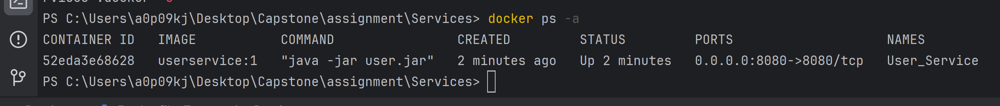 PS C:\Users\a0p09kj\Desktop\Capstone\assignment\Services> docker ps -a
CONTAINER ID   IMAGE           COMMAND                CREATED         STATUS         PORTS                    NAMES
52eda3e68628   userservice:1   "java -jar user.jar"   2 minutes ago   Up 2 minutes   0.0.0.0:8080->8080/tcp   User_Service
PS C:\Users\a0p09kj\Desktop\Capstone\assignment\Services>